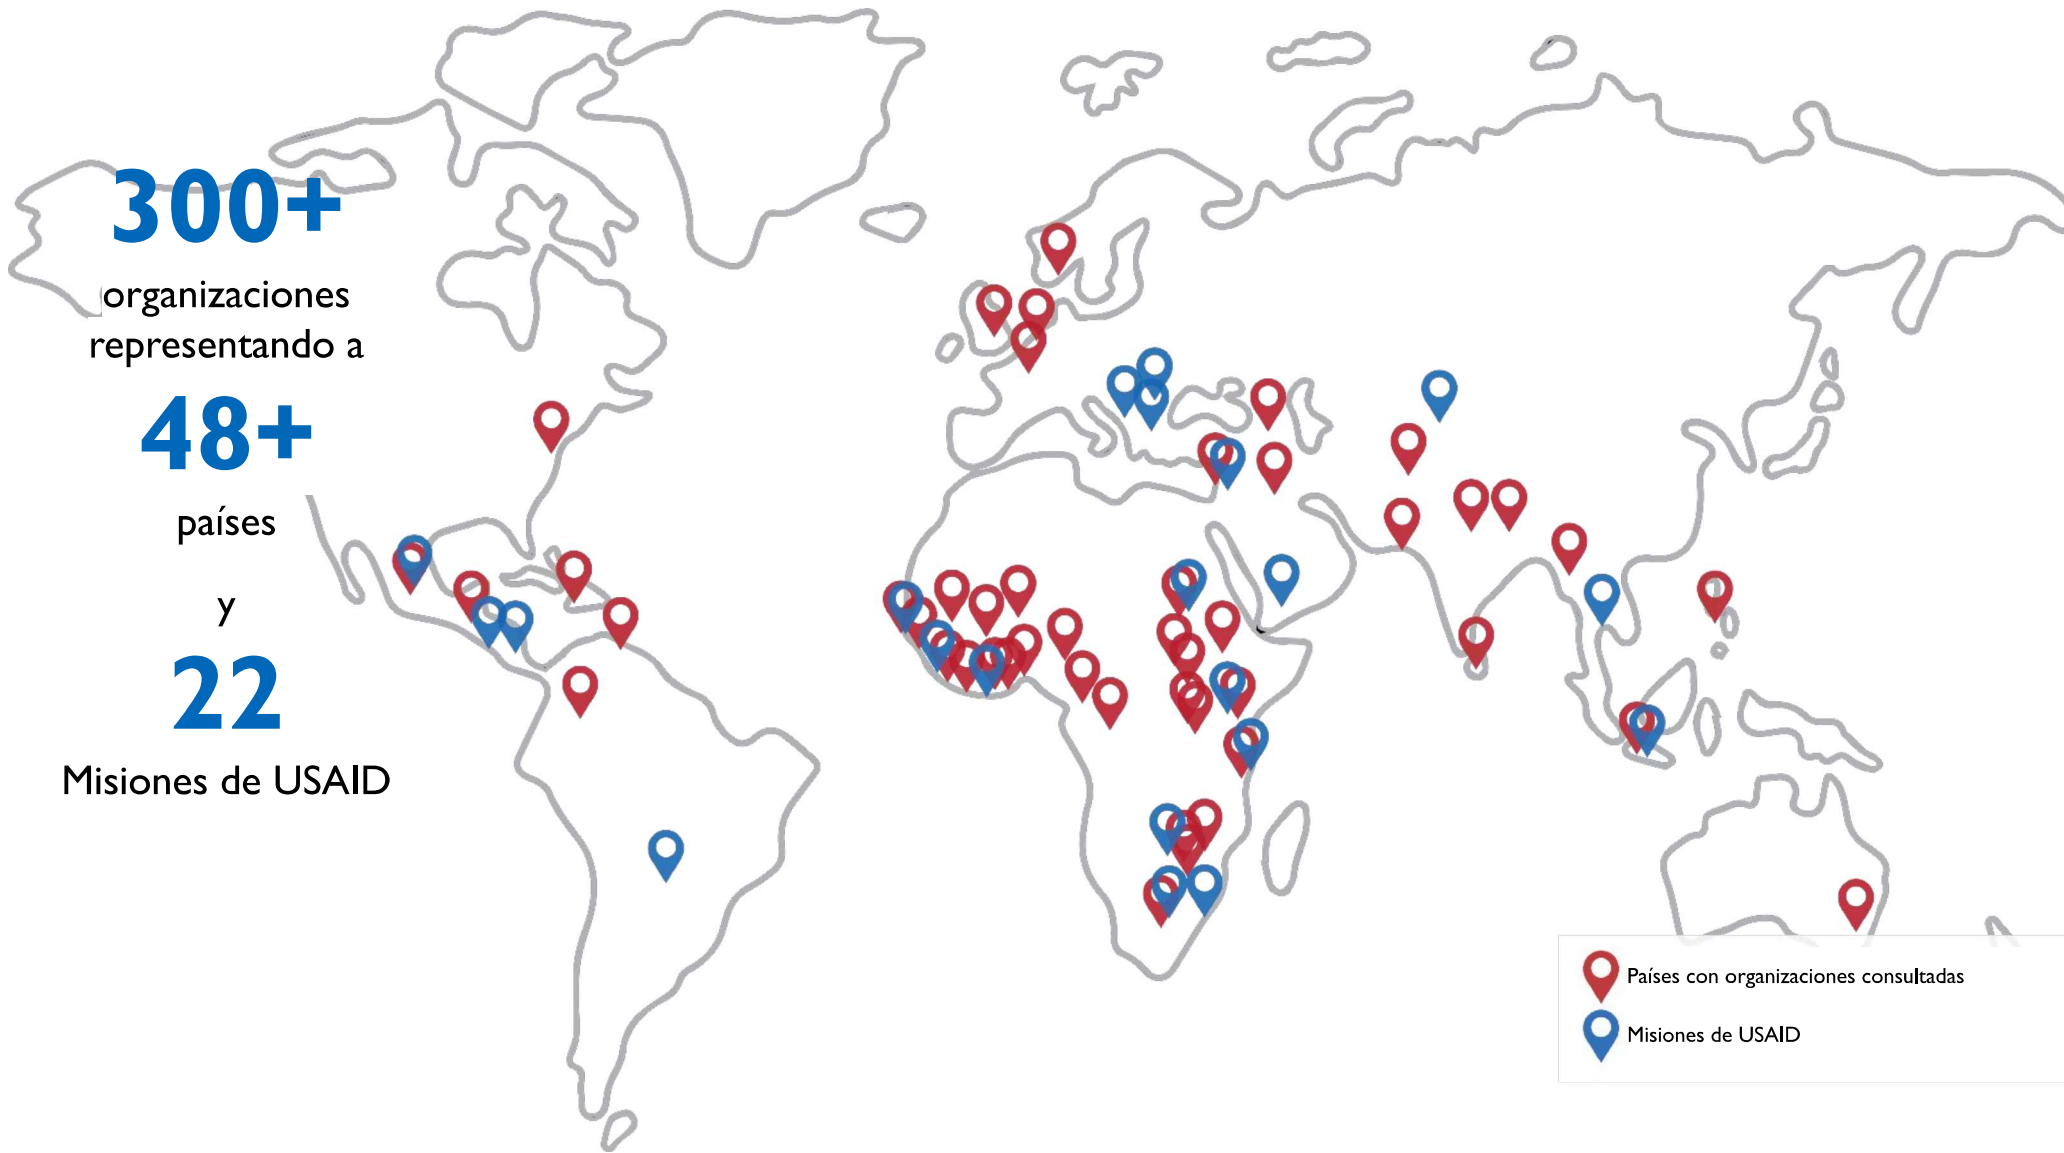 300+
organizaciones
representando a
48+
países
y
22
Misiones de USAID
Países con organizaciones consultadas
Misiones de USAID